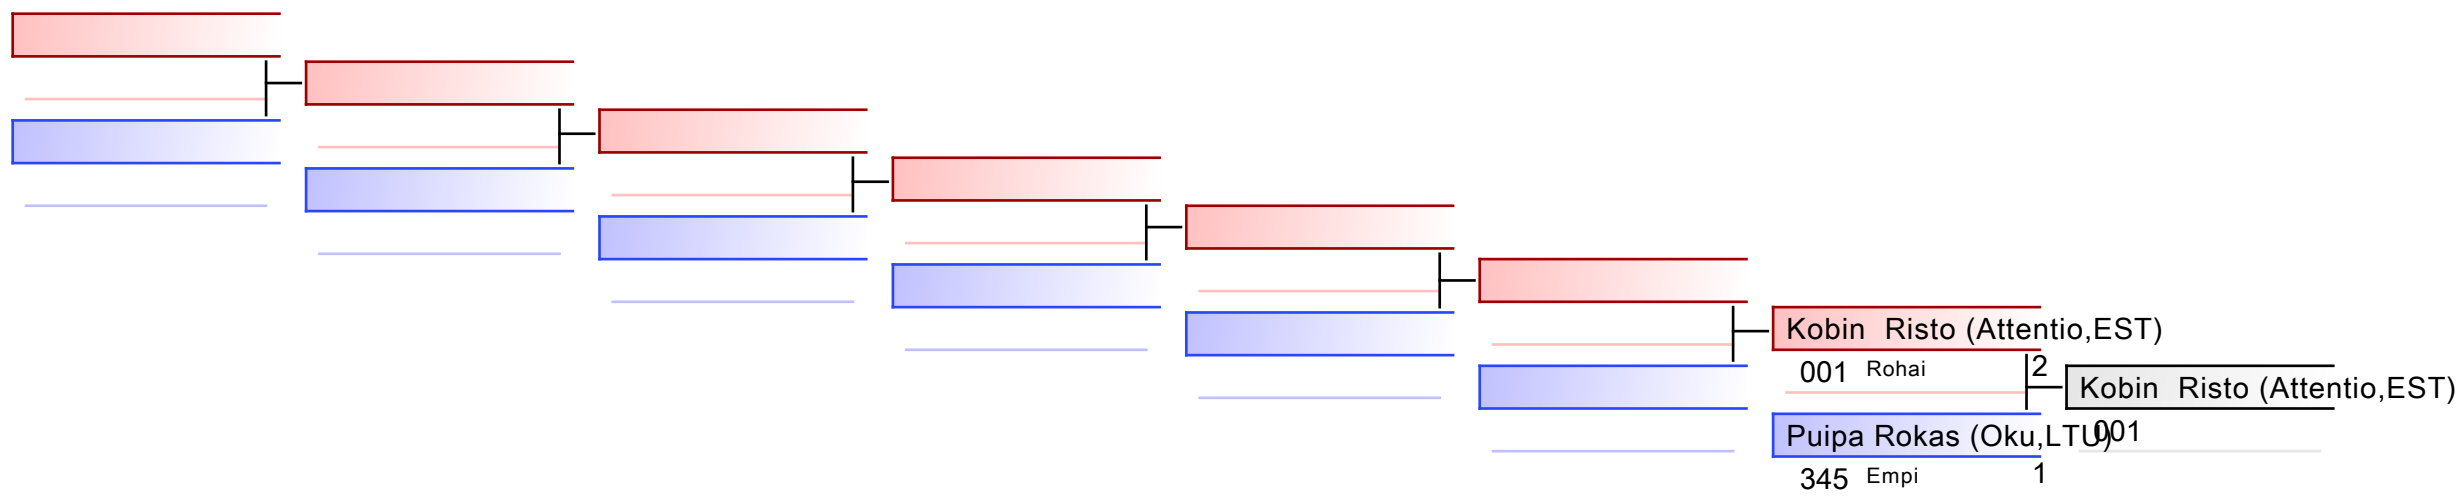 Kobin  Risto (Attentio,EST)
001 Rohai 2
Kobin  Risto (Attentio,EST)
Puipa Rokas (Oku,LTU)
001
345 Empi 1